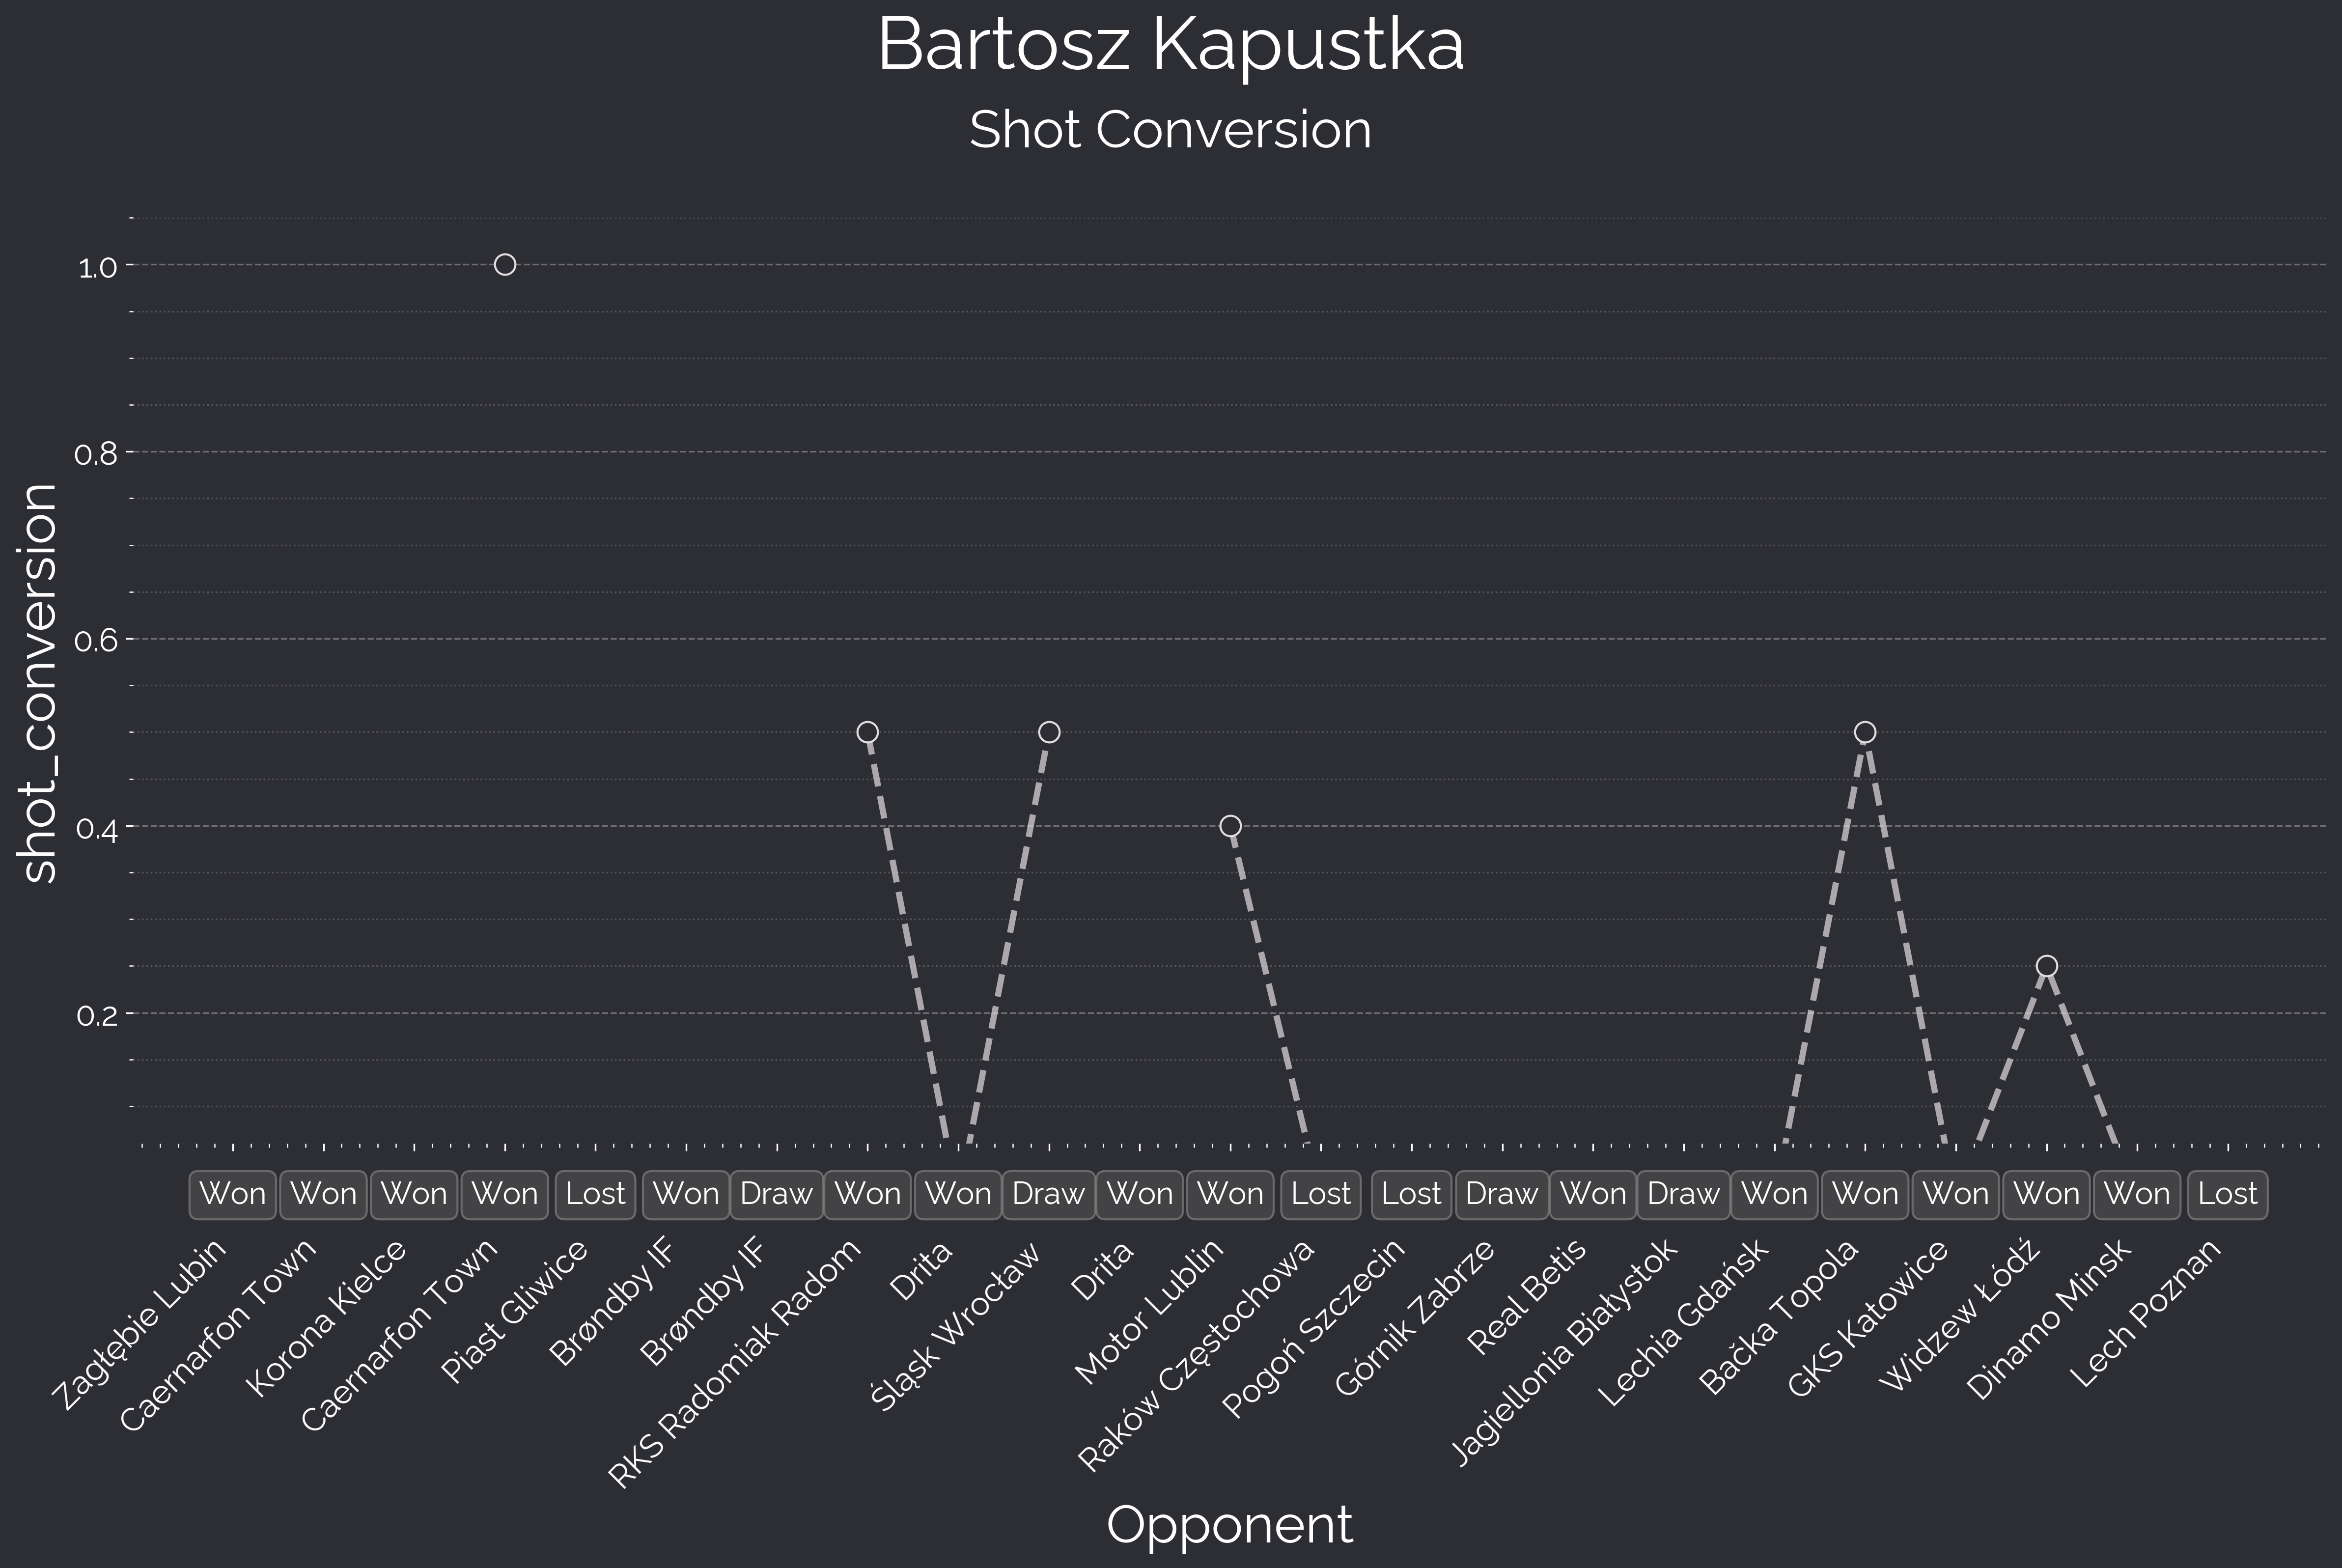 Bartosz Kapustka
Shot Conversion
shot_conversion
1.0
0.8
0.6
0.4
0.2
Won Won Won Won Lost Won Draw Won Won Draw Won Won Lost Lost Draw Won Draw Won Won Won Won Won Lost
Zagłębie Lubin
Caernarfon Town
Korona Kielce
Caernarfon Town
Piast Gliwice
Brøndby IF
Brøndby IF
RKS Radomiak Radom
Drita
Śląsk Wrocław
Drita
Motor Lublin
Raków Częstochowa
Pogoń Szczecin
Górnik Zabrze
Real Betis
Jagiellonia Białystok
Lechia Gdańsk
Bačka Topola
GKS Katowice
Widzew Łódź
Dinamo Minsk
Lech Poznan
Opponent